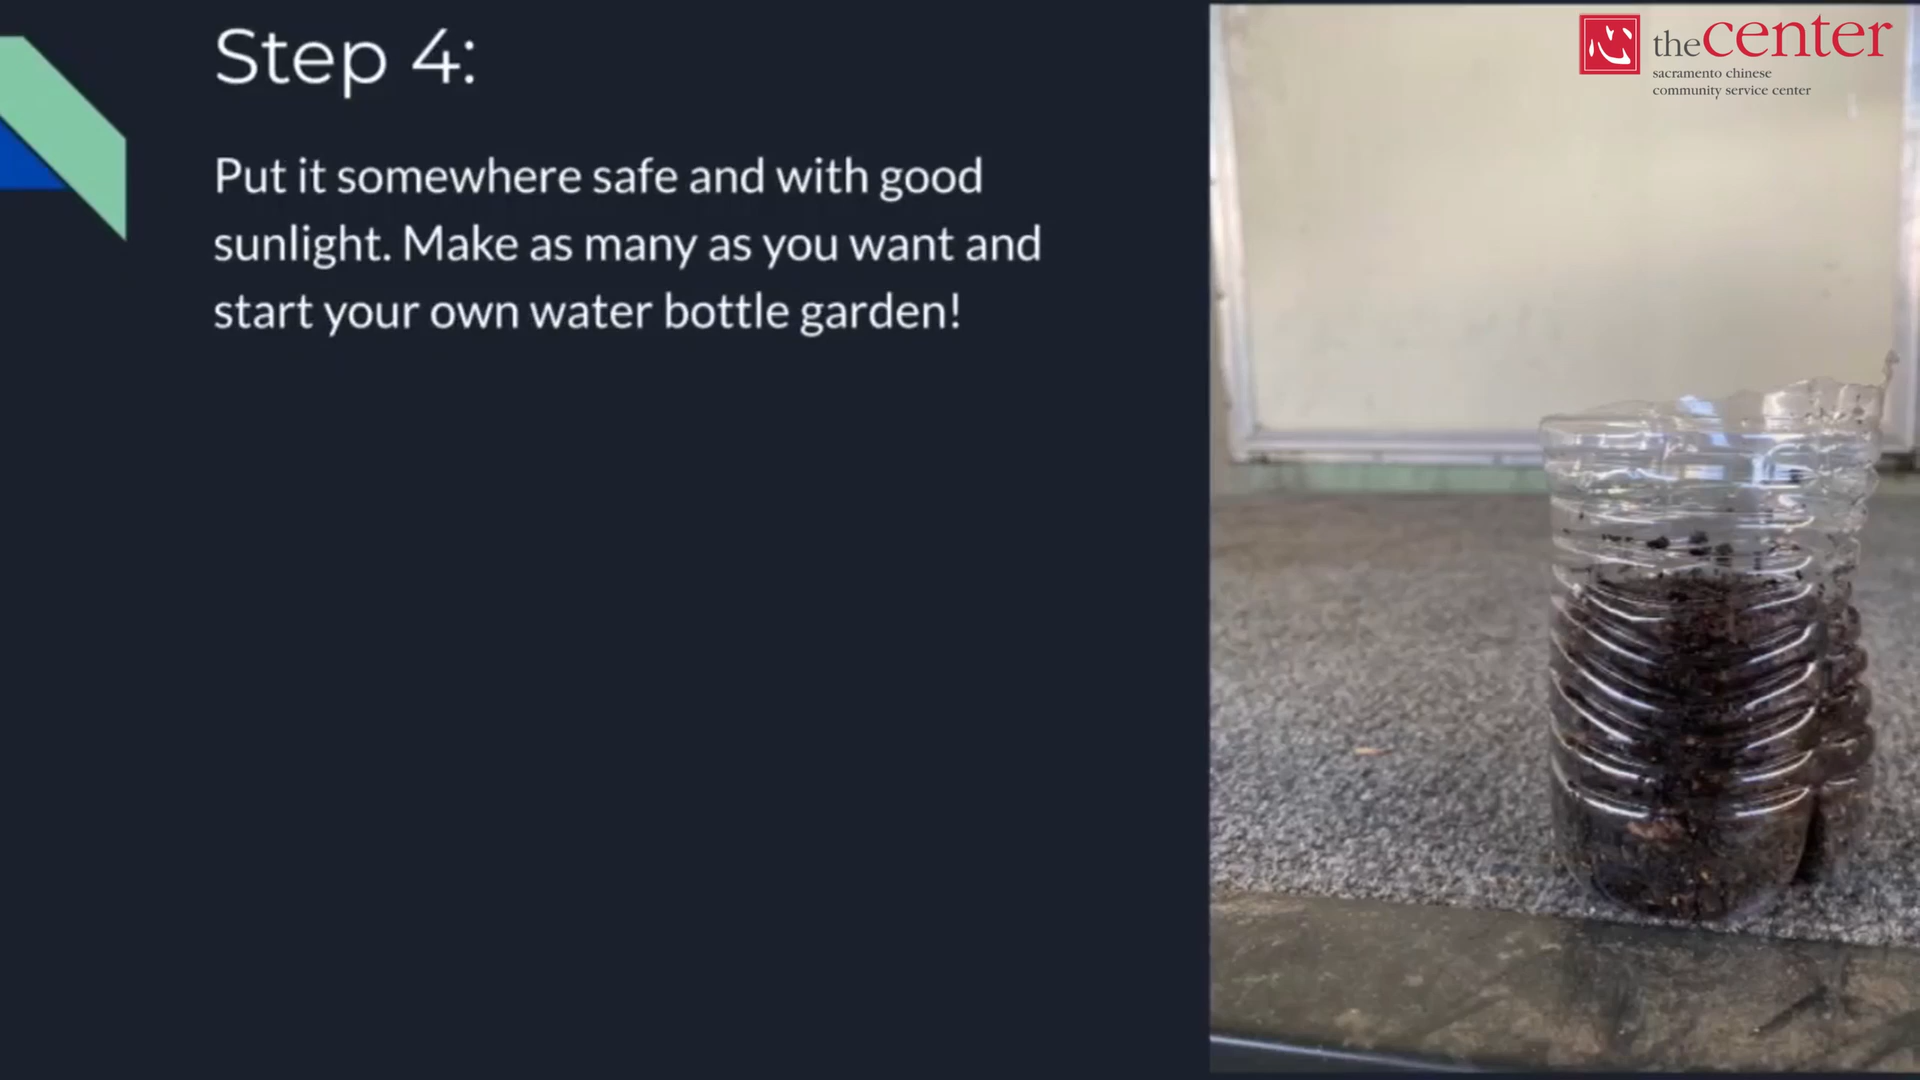 Step 4:
Put it somewhere safe and with good
sunlight. Make as many as you want and
start your own water bottle garden!
心
thecenter
sacramento chinese
community service center